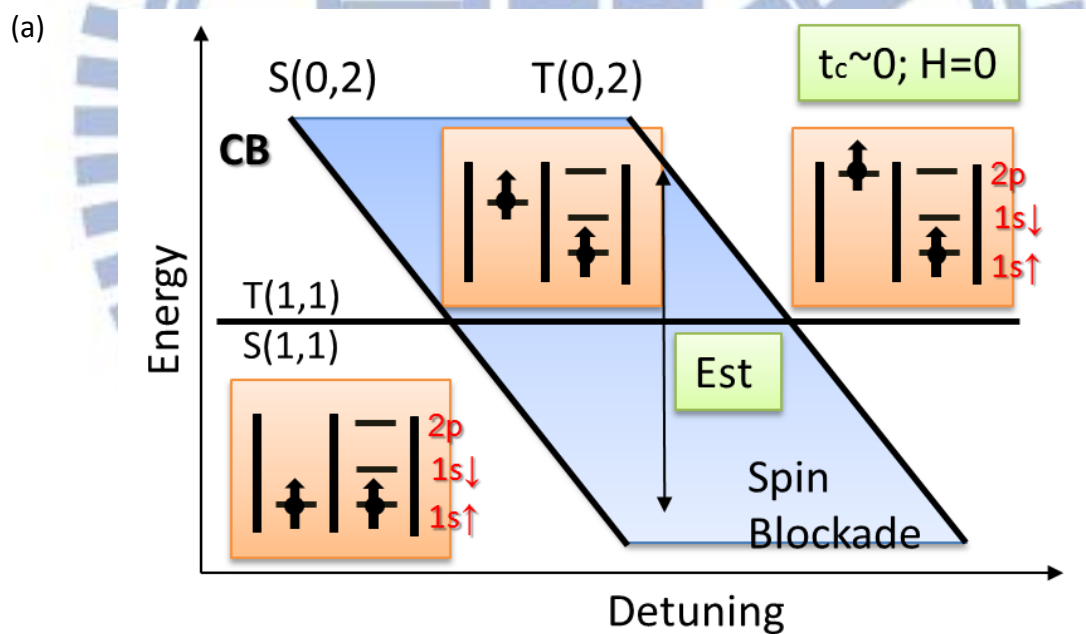 (a)
S(0,2)
T(0,2)
tc~0; H=0
CB
2p
1s↓
1s↑
T(1,1)
S(1,1)
Est
2p
1s↓
1s↑
Spin
Blockade
Energy
Detuning